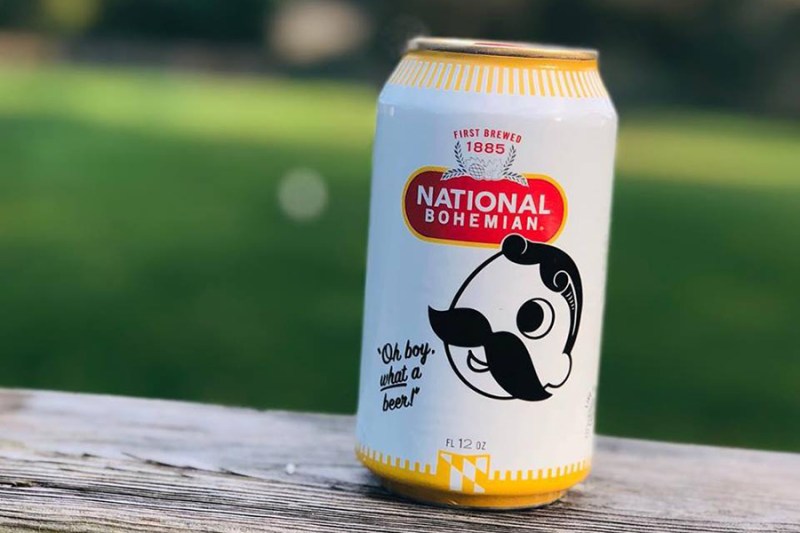 FIRST BREWED
1885
NATIONAL
BOHEMIAN®
"Oh boy,
what a
beer!"
FL 12 OZ